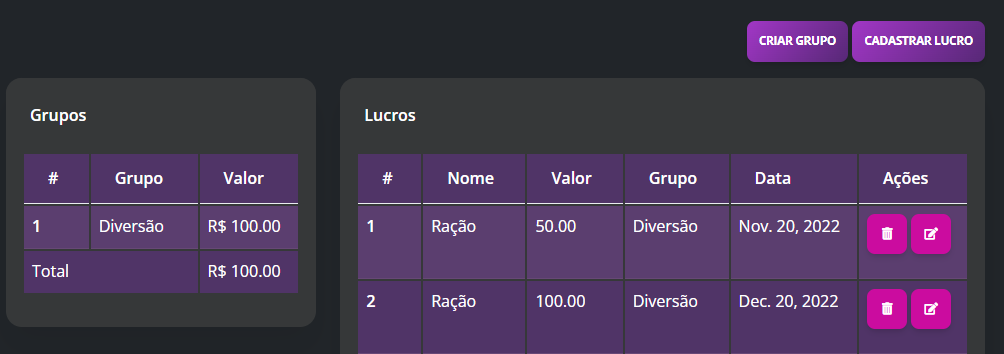 CRIAR GRUPO CADASTRAR LUCRO
Grupos
# Grupo Valor
1 Diversão R$ 100.00
Total R$ 100.00
Lucros
# Nome Valor Grupo Data Ações
1 Ração 50.00 Diversão Nov. 20, 2022
2 Ração 100.00 Diversão Dec. 20, 2022